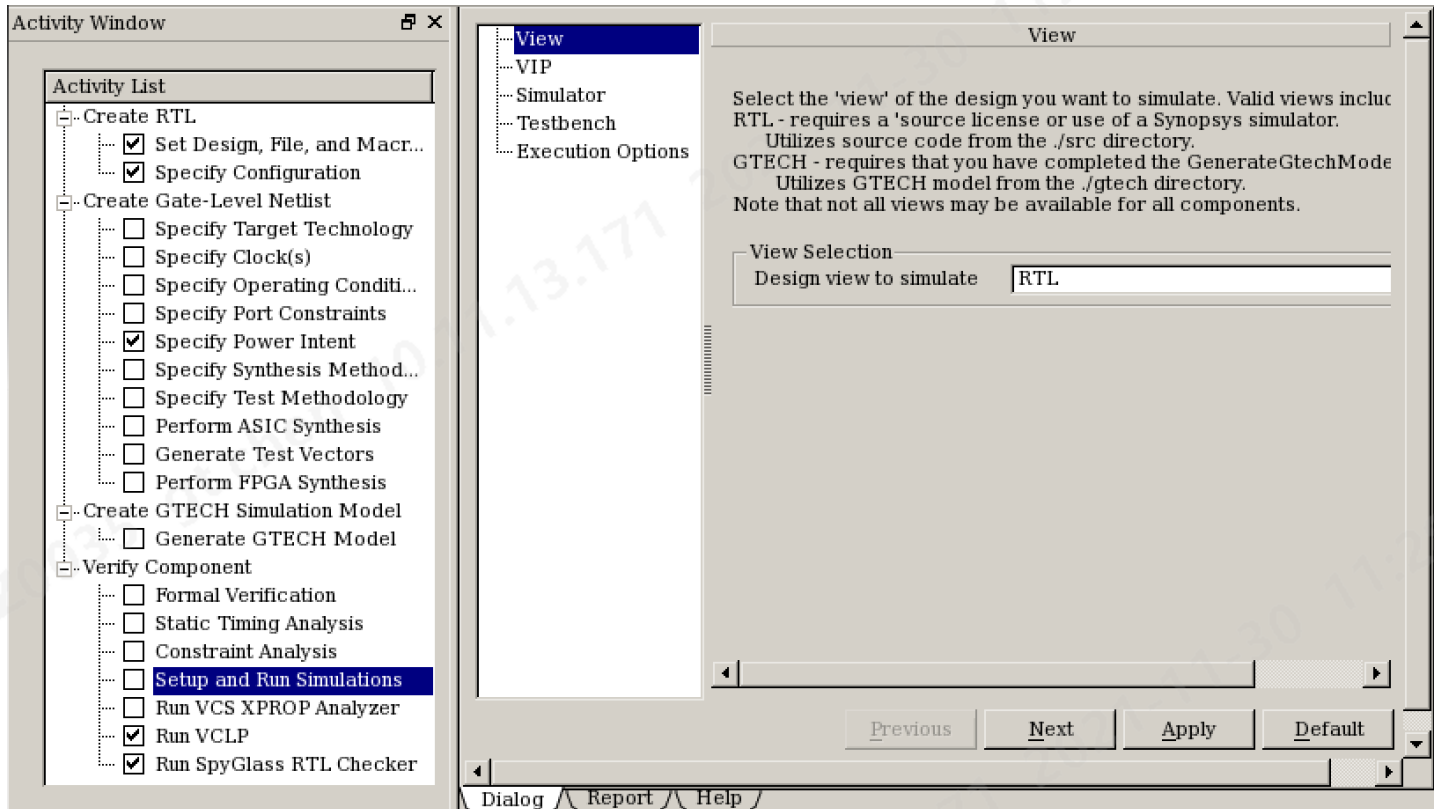 Activity Window
Activity List
Create RTL
Set Design, File, and Macr...
Specify Configuration
Create Gate-Level Netlist
Specify Target Technology
Specify Clock(s)
Specify Operating Conditi...
Specify Port Constraints
Specify Power Intent
Specify Synthesis Method...
Specify Test Methodology
Perform ASIC Synthesis
Generate Test Vectors
Perform FPGA Synthesis
Create GTECH Simulation Model
Generate GTECH Model
Verify Component
Formal Verification
Static Timing Analysis
Constraint Analysis
Setup and Run Simulations
Run VCS XPROP Analyzer
Run VCLP
Run SpyGlass RTL Checker
View
VIP
Simulator
Testbench
Execution Options
View
Select the 'view' of the design you want to simulate. Valid views includ
RTL - requires a 'source license or use of a Synopsys simulator.
Utilizes source code from the ./src directory.
GTECH - requires that you have completed the GenerateGtechMode
Utilizes GTECH model from the ./gtech directory.
Note that not all views may be available for all components.
View Selection
Design view to simulate RTL
Previous Next Apply Default
Dialog Report Help